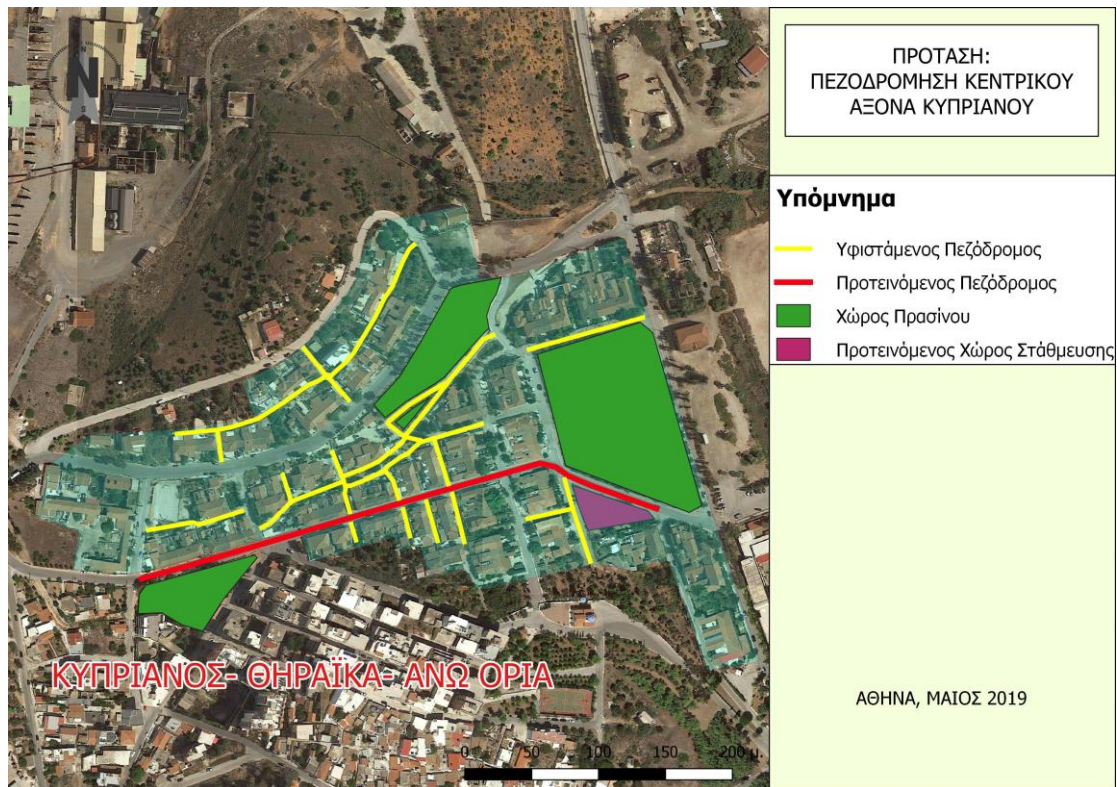 ΠΡΟΤΑΣΗ:
ΠΕΖΟΔΡΟΜΗΣΗ ΚΕΝΤΡΙΚΟΥ
ΑΞΟΝΑ ΚΥΠΡΙΑΝΟΥ
Υπόμνημα
Υφιστάμενος Πεζόδρομος
Προτεινόμενος Πεζόδρομος
Χώρος Πρασίνου
Προτεινόμενος Χώρος Στάθμευσης
N
ΚΥΠΡΙΑΝΟΣ- ΘΗΡΑΪΚΑ- ΑΝΩ ΟΡΙΑ
0 50 100 150 200 μ.
ΑΘΗΝΑ, ΜΑΙΟΣ 2019